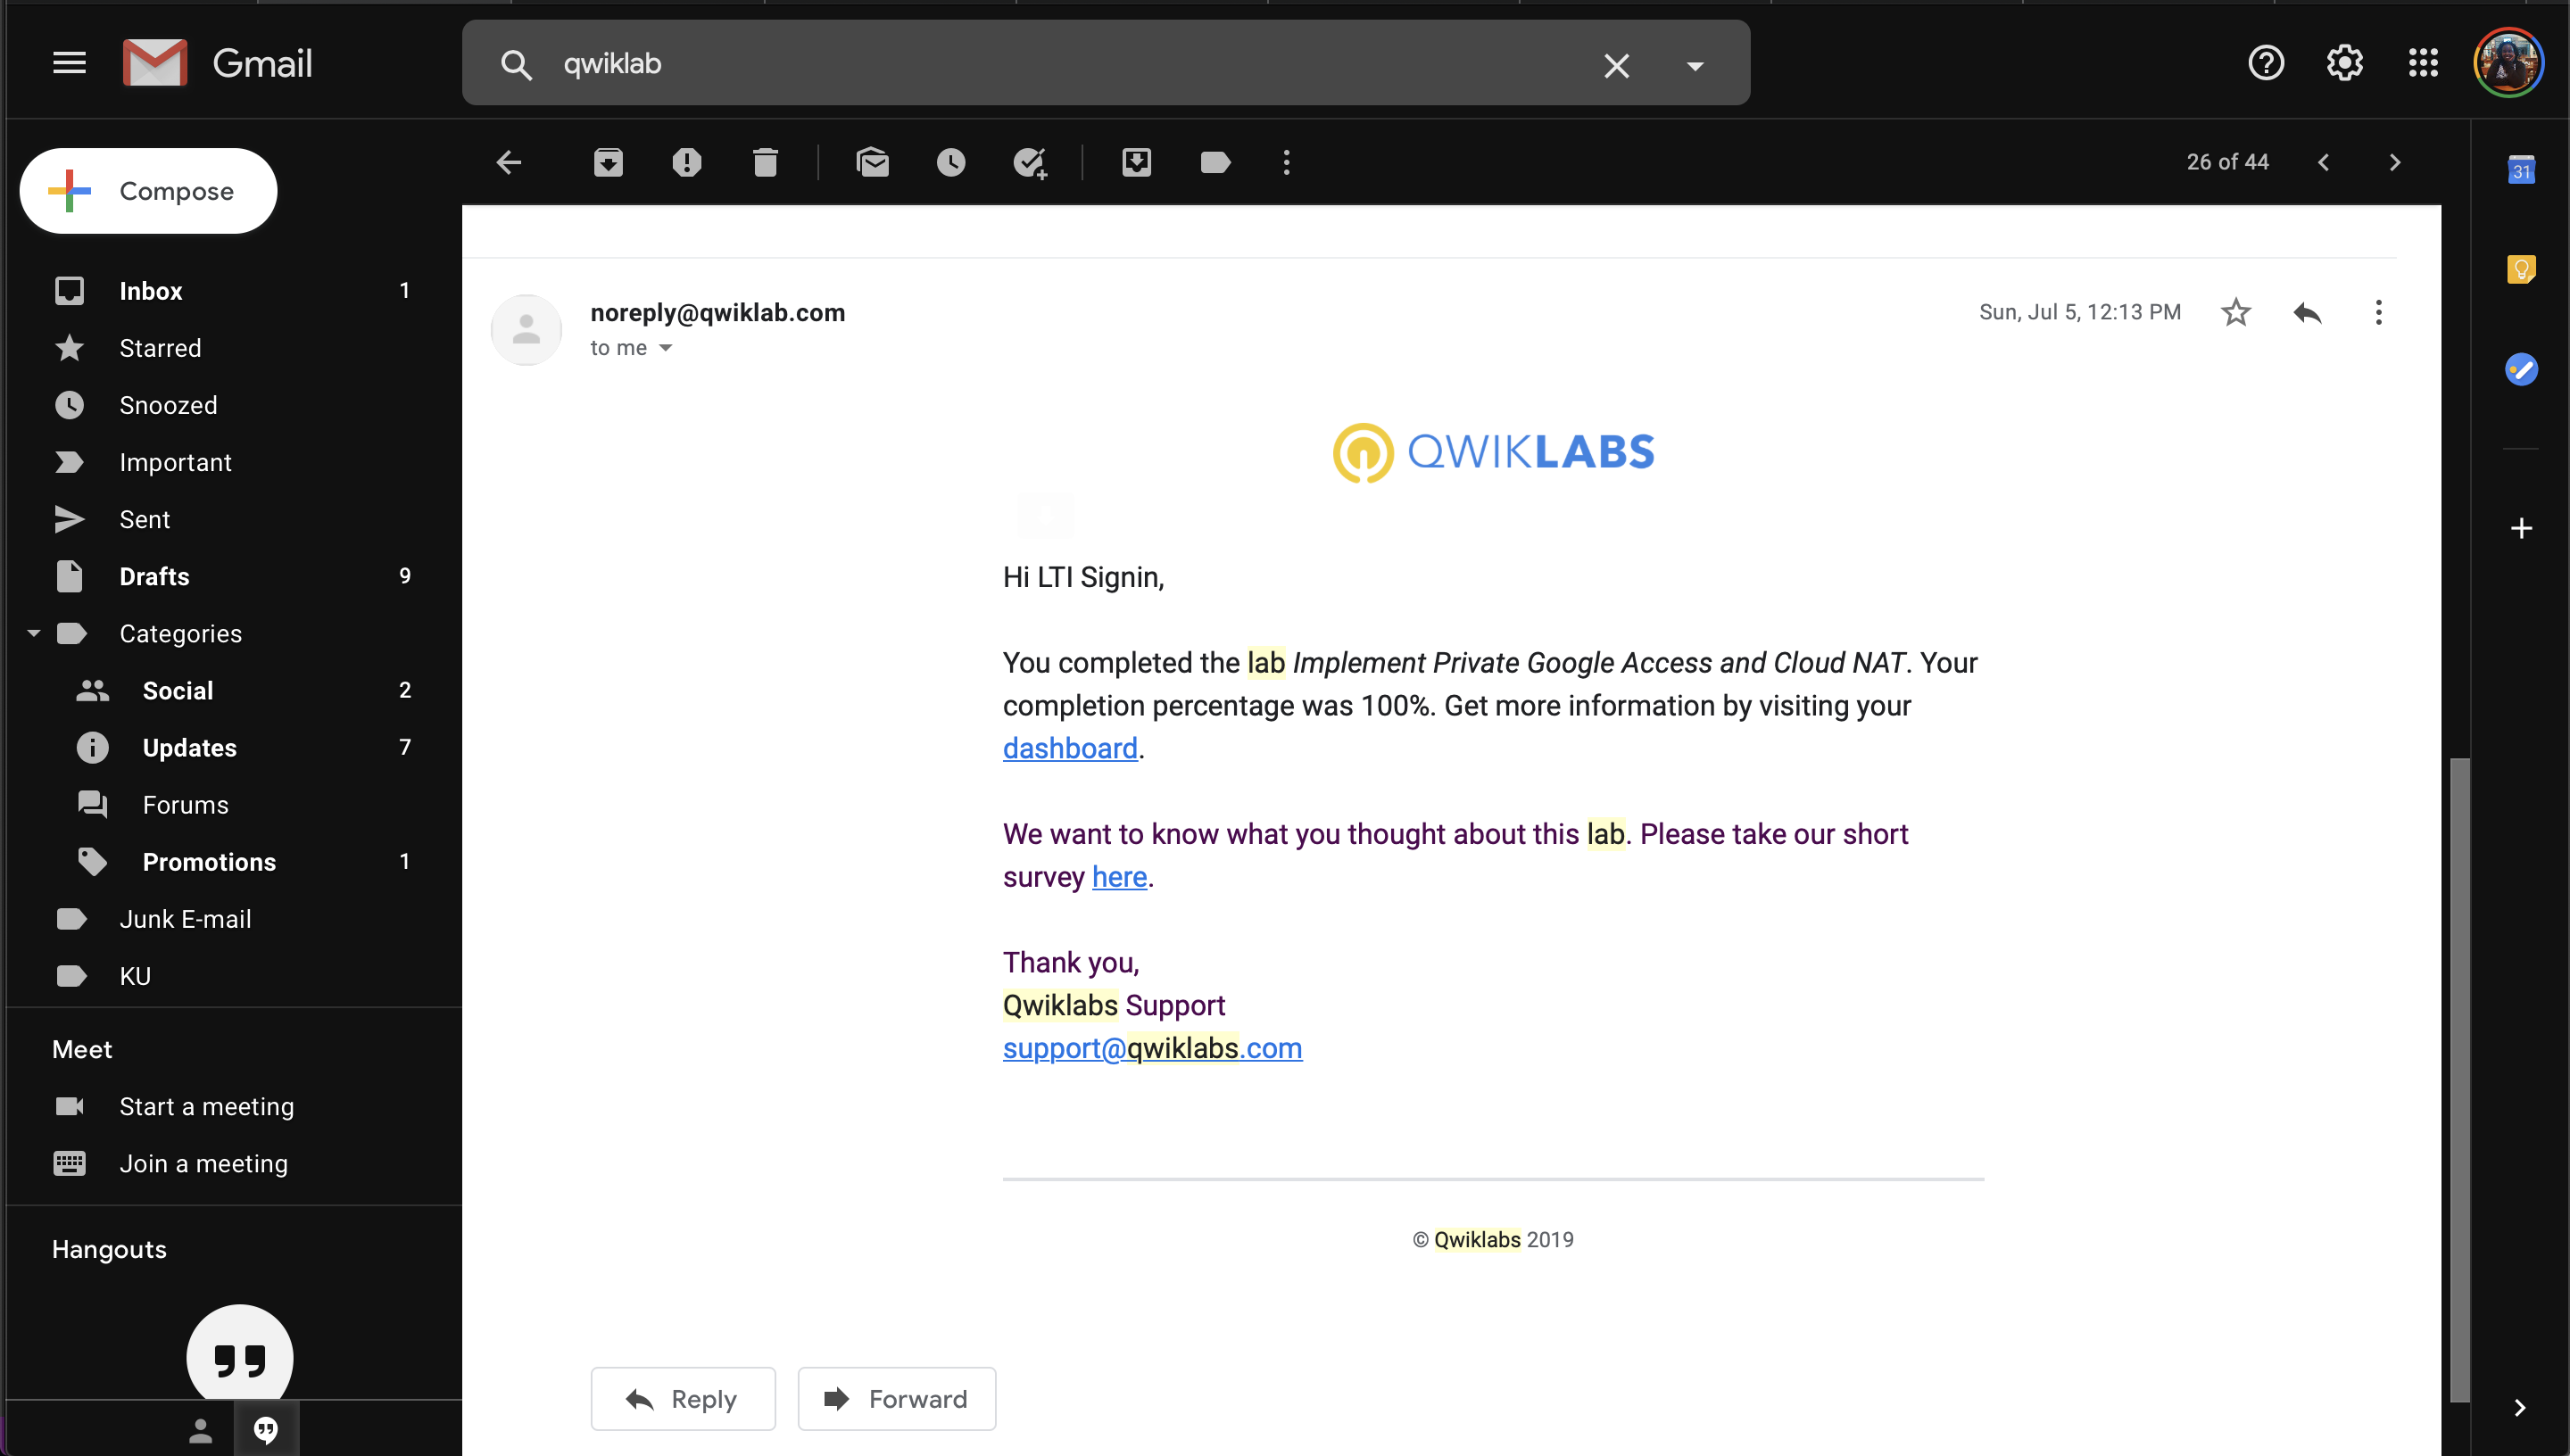 Gmail
qwiklab
Compose
26 of 44
31
Inbox 1
Starred
Snoozed
Important
Sent
Drafts 9
Categories
Social 2
Updates 7
Forums
Promotions 1
Junk E-mail
KU
Meet
Start a meeting
Join a meeting
Hangouts
noreply@qwiklab.com
Sun, Jul 5, 12:13 PM
to me
QWIKLABS
Hi LTI Signin,
You completed the lab Implement Private Google Access and Cloud NAT. Your
completion percentage was 100%. Get more information by visiting your
dashboard.
We want to know what you thought about this lab. Please take our short
survey here.
Thank you,
Qwiklabs Support
support@qwiklabs.com
© Qwiklabs 2019
Reply
Forward